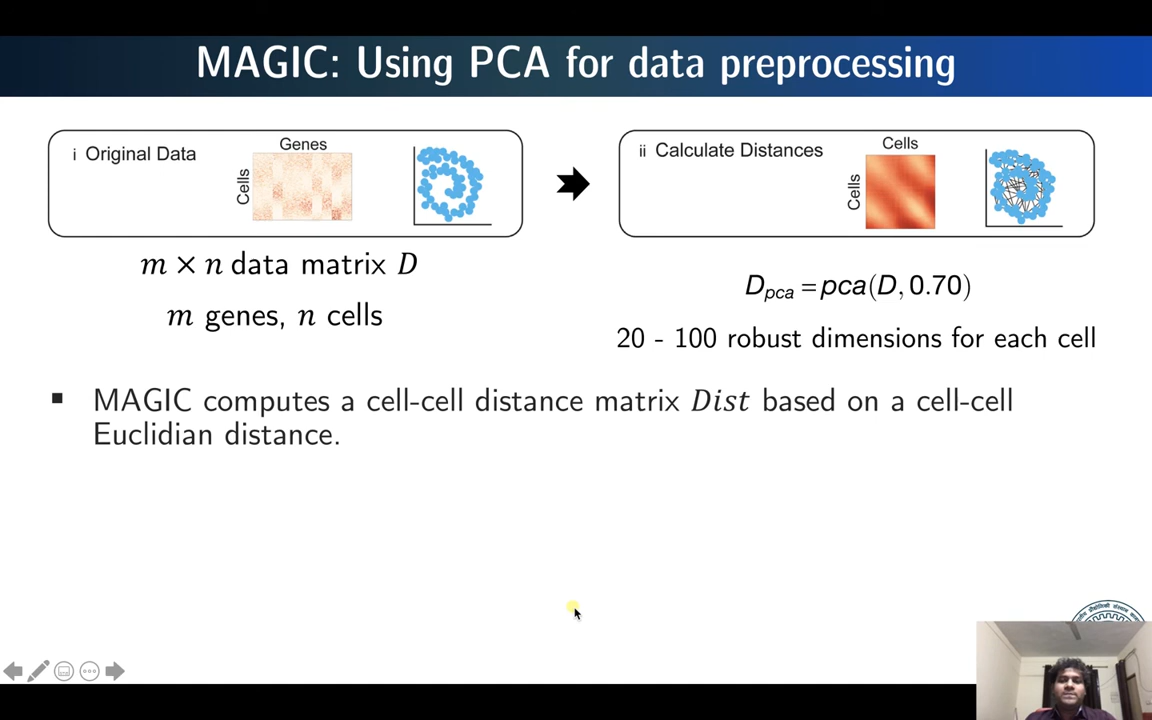 MAGIC: Using PCA for data preprocessing
i Original Data
Genes
Cells
ii Calculate Distances
Cells
Cells
m × n data matrix D
m genes, n cells
D_pca = pca(D, 0.70)
20 - 100 robust dimensions for each cell
▪ MAGIC computes a cell-cell distance matrix Dist based on a cell-cell
Euclidian distance.